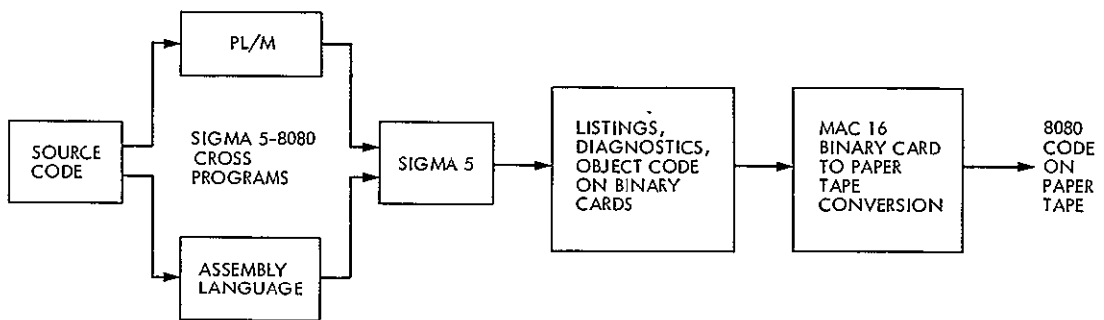 PL/M
SOURCE
CODE
SIGMA 5-8080
CROSS
PROGRAMS
ASSEMBLY
LANGUAGE
SIGMA 5
LISTINGS,
DIAGNOSTICS,
OBJECT CODE
ON BINARY
CARDS
MAC 16
BINARY CARD
TO PAPER
TAPE
CONVERSION
8080
CODE
ON
PAPER
TAPE